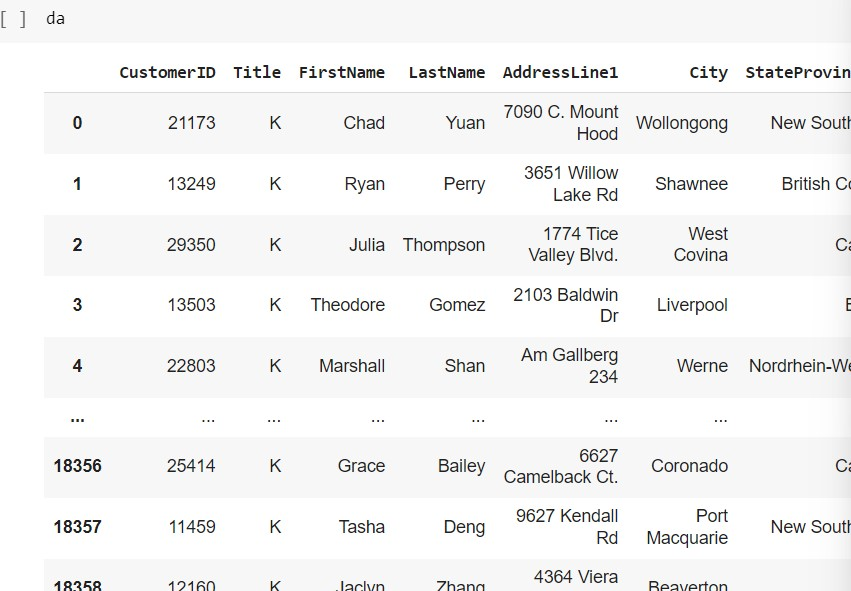 [ ] da
CustomerID Title FirstName LastName AddressLine1 City StateProvin
0 21173 K Chad Yuan 7090 C. Mount Hood Wollongong New South
1 13249 K Ryan Perry 3651 Willow Lake Rd Shawnee British Co
2 29350 K Julia Thompson 1774 Tice Valley Blvd. West Covina Ca
3 13503 K Theodore Gomez 2103 Baldwin Dr Liverpool E
4 22803 K Marshall Shan Am Gallberg 234 Werne Nordrhein-We
... ... ... ... ... ... ...
18356 25414 K Grace Bailey 6627 Camelback Ct. Coronado Ca
18357 11459 K Tasha Deng 9627 Kendall Rd Port Macquarie New South
18358 12160 K Jaclyn Zhang 4364 Viera Beaverton